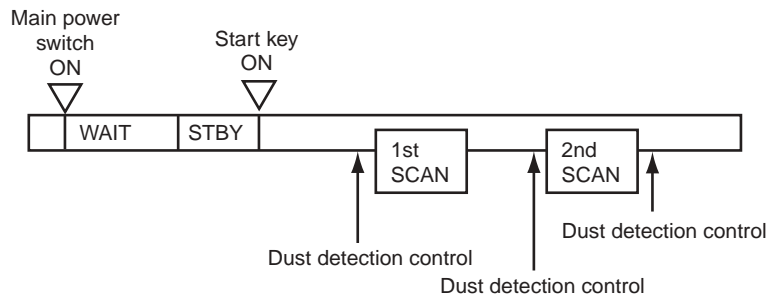 Main power
switch
ON
Start key
ON
WAIT
STBY
1st
SCAN
2nd
SCAN
Dust detection control
Dust detection control
Dust detection control